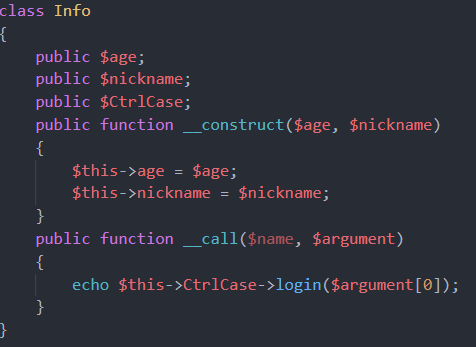 class Info
{
    public $age;
    public $nickname;
    public $CtrlCase;
    public function __construct($age, $nickname)
    {
        $this->age = $age;
        $this->nickname = $nickname;
    }
    public function __call($name, $argument)
    {
        echo $this->CtrlCase->login($argument[0]);
    }
}